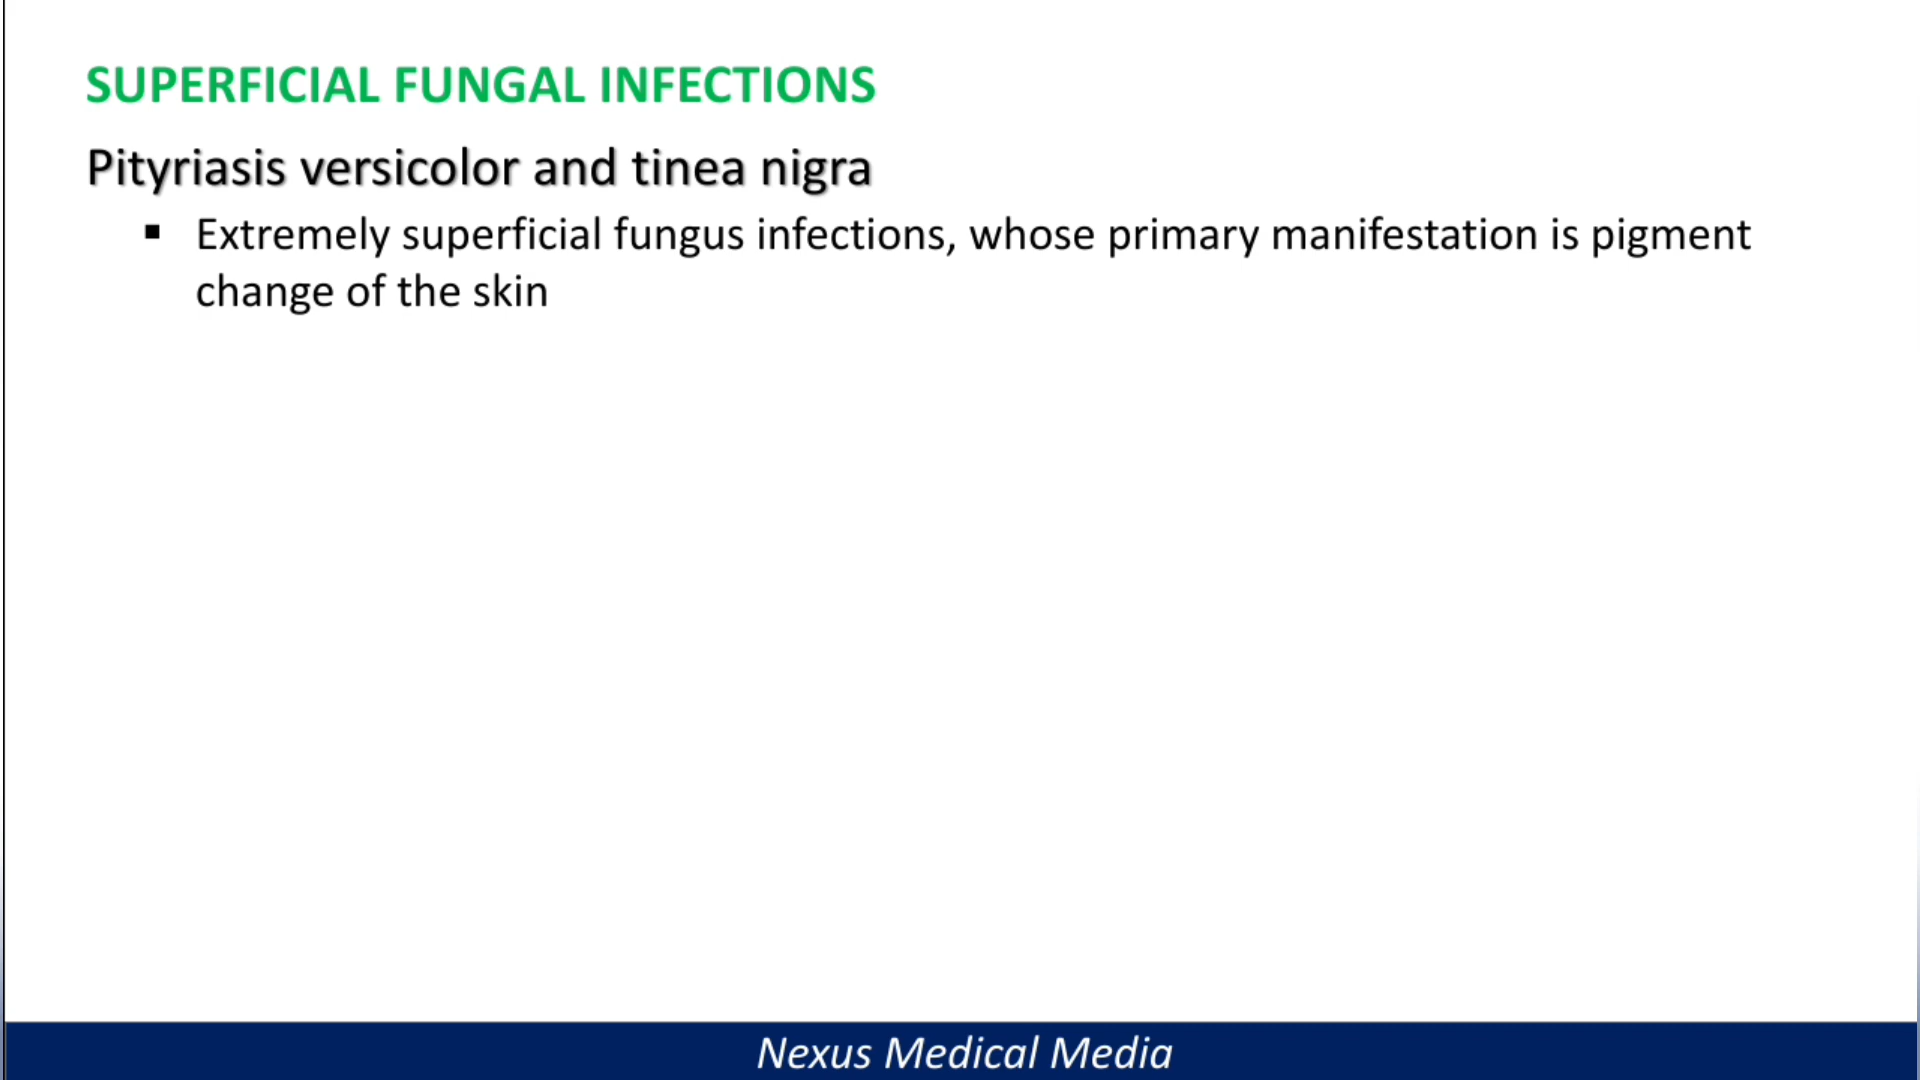 SUPERFICIAL FUNGAL INFECTIONS
Pityriasis versicolor and tinea nigra
▪ Extremely superficial fungus infections, whose primary manifestation is pigment
change of the skin
Nexus Medical Media